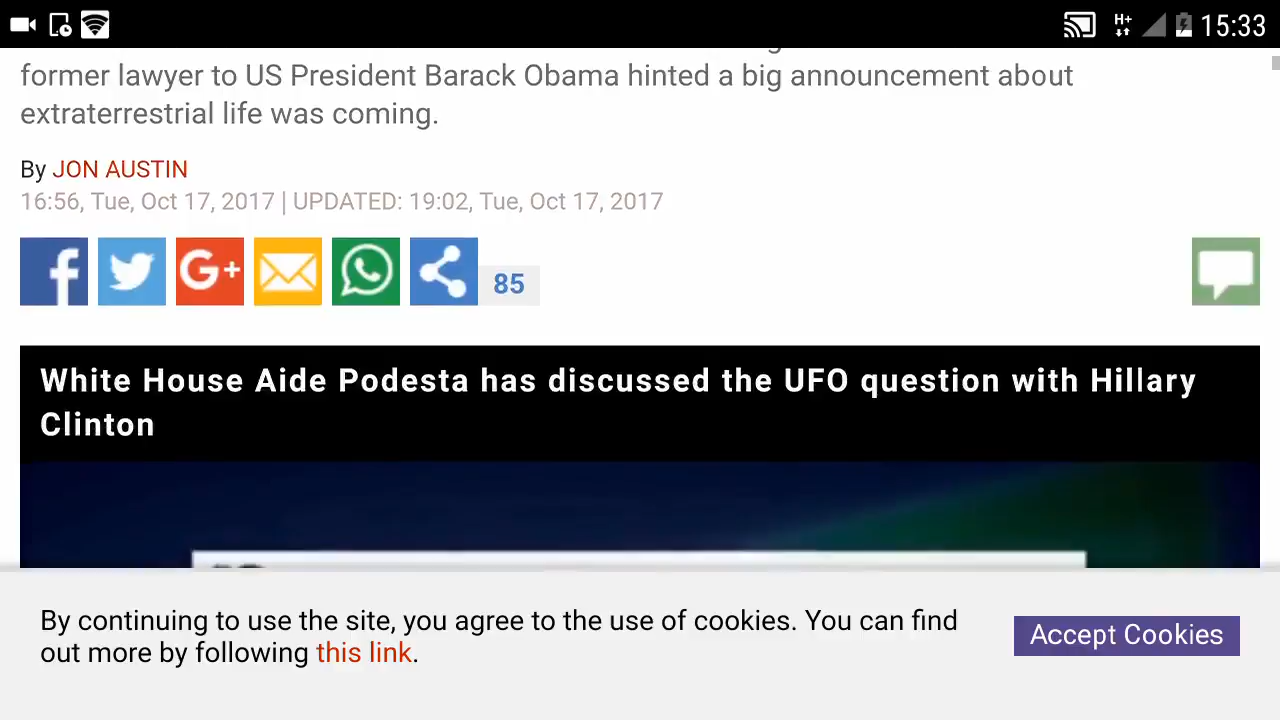 H+
15:33
former lawyer to US President Barack Obama hinted a big announcement about
extraterrestrial life was coming.
By JON AUSTIN
16:56, Tue, Oct 17, 2017 | UPDATED: 19:02, Tue, Oct 17, 2017
f
G+
85
White House Aide Podesta has discussed the UFO question with Hillary
Clinton
By continuing to use the site, you agree to the use of cookies. You can find
out more by following this link.
Accept Cookies